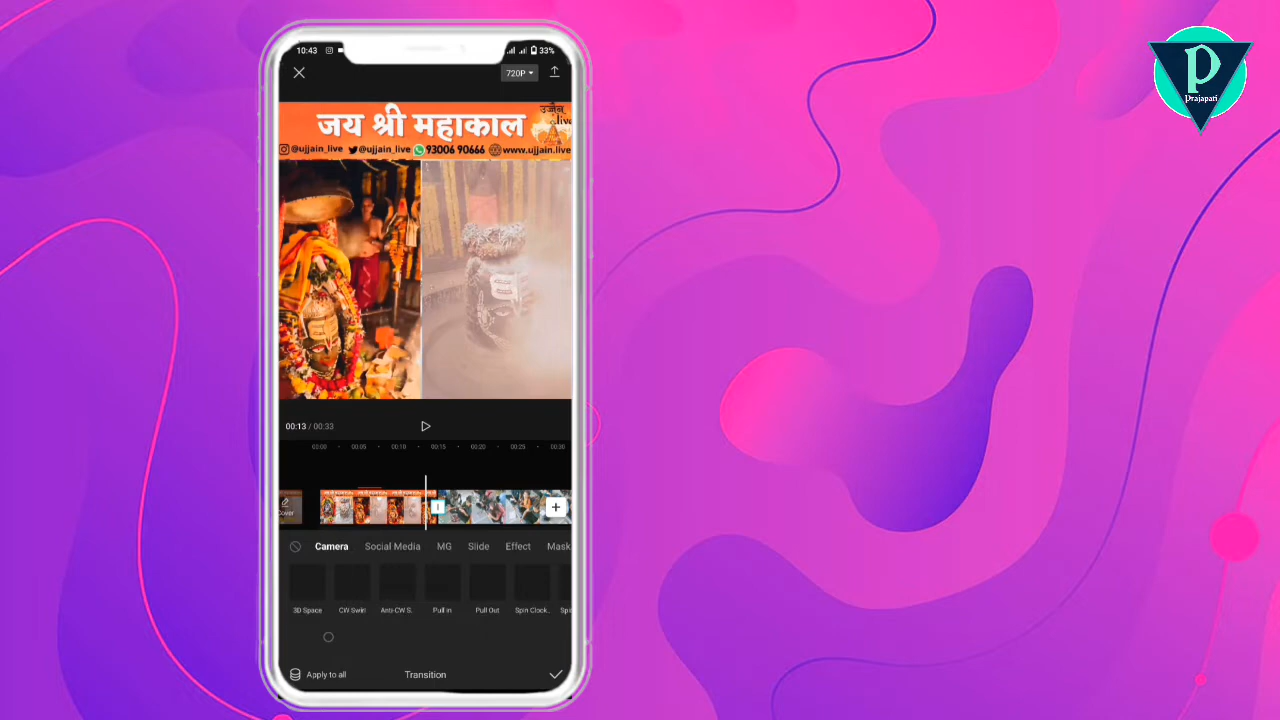 10:43 33%
720P
जय श्री महाकाल
उज्जैन
live
@ujjain_live @ujjain_live 93000 90666 www.ujjain.live
00:13 / 00:33
00:00 00:05 00:10 00:15 00:20 00:25 00:30
Cover
Camera Social Media MG Slide Effect Mask
3D Space CW Swirl Anti-CW S. Pull in Pull Out Spin Clock..
Apply to all Transition
P
Prajapati